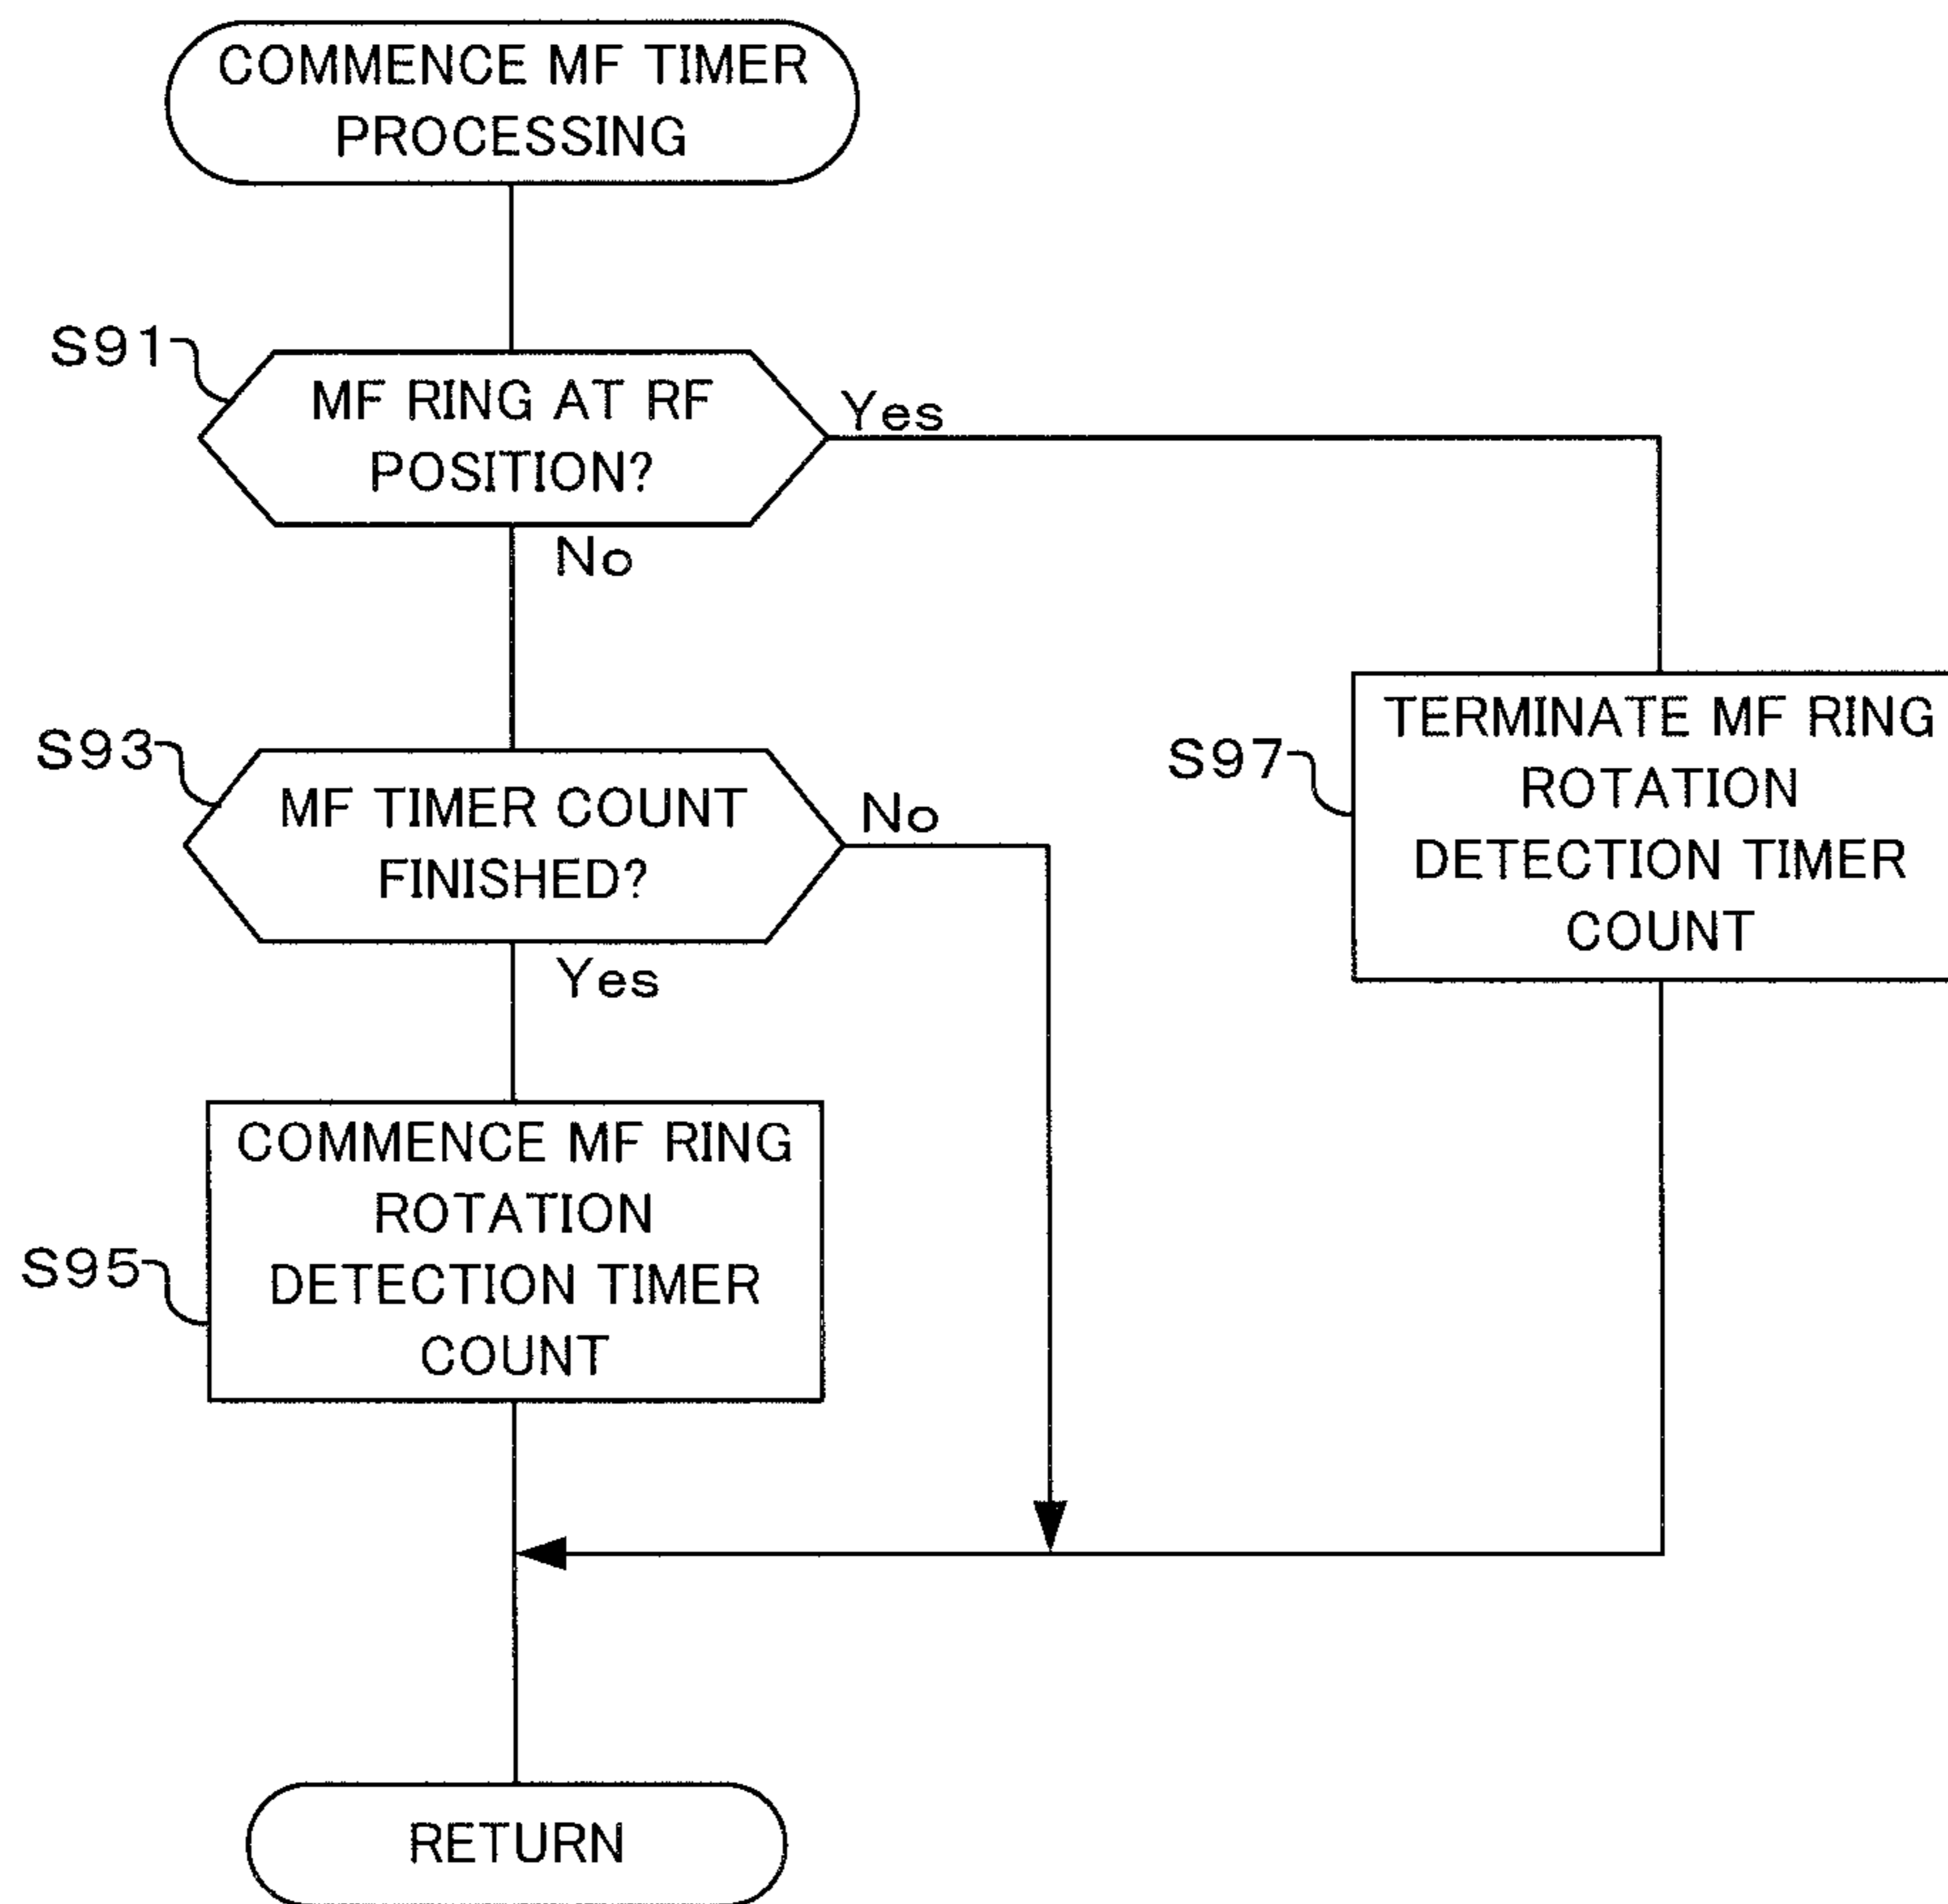 COMMENCE MF TIMER
PROCESSING
S91
MF RING AT RF
POSITION?
Yes
No
S93
MF TIMER COUNT
FINISHED?
No
Yes
S97
TERMINATE MF RING
ROTATION
DETECTION TIMER
COUNT
S95
COMMENCE MF RING
ROTATION
DETECTION TIMER
COUNT
RETURN